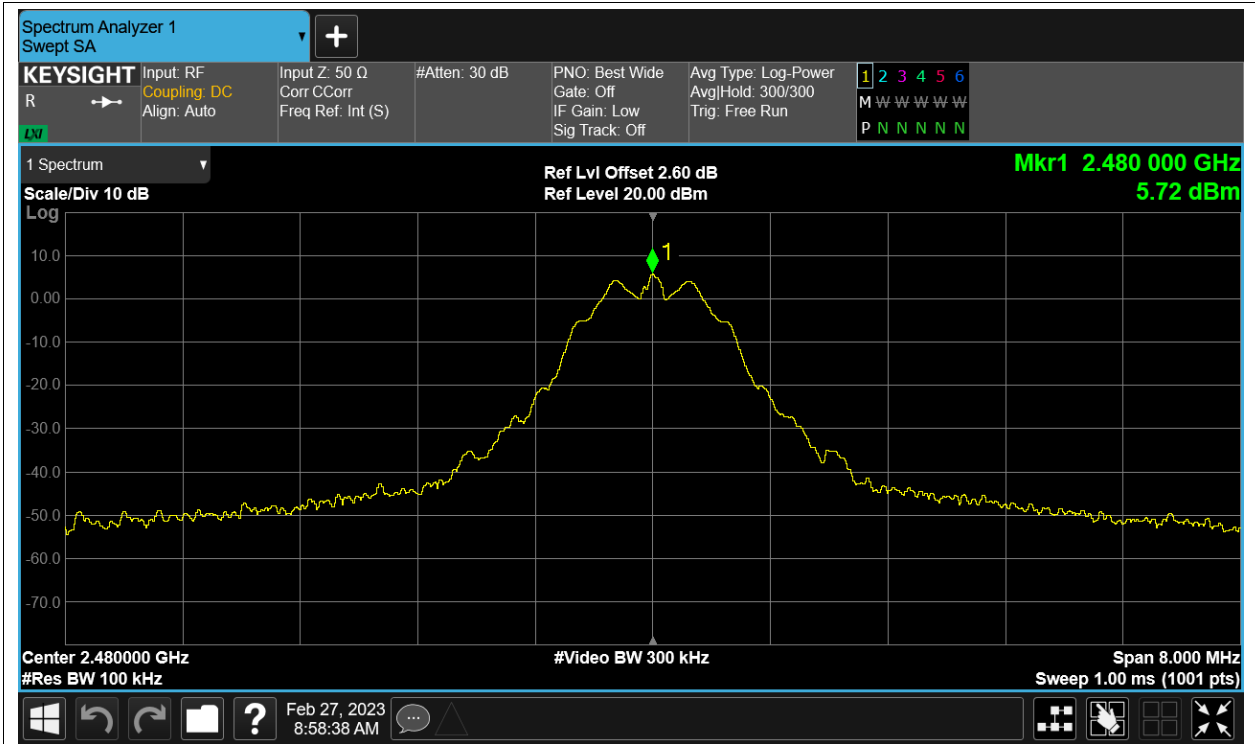 Spectrum Analyzer 1
Swept SA
KEYSIGHT
R
LXI
Input: RF
Coupling: DC
Align: Auto
Input Z: 50 Ω
Corr CCorr
Freq Ref: Int (S)
#Atten: 30 dB
PNO: Best Wide
Gate: Off
IF Gain: Low
Sig Track: Off
Avg Type: Log-Power
Avg|Hold: 300/300
Trig: Free Run
1 2 3 4 5 6
M W W W W W
P N N N N N
1 Spectrum
Scale/Div 10 dB
Log
Ref Lvl Offset 2.60 dB
Ref Level 20.00 dBm
Mkr1 2.480 000 GHz
5.72 dBm
1
10.0
0.00
-10.0
-20.0
-30.0
-40.0
-50.0
-60.0
-70.0
Center 2.480000 GHz
#Res BW 100 kHz
#Video BW 300 kHz
Span 8.000 MHz
Sweep 1.00 ms (1001 pts)
?
Feb 27, 2023
8:58:38 AM